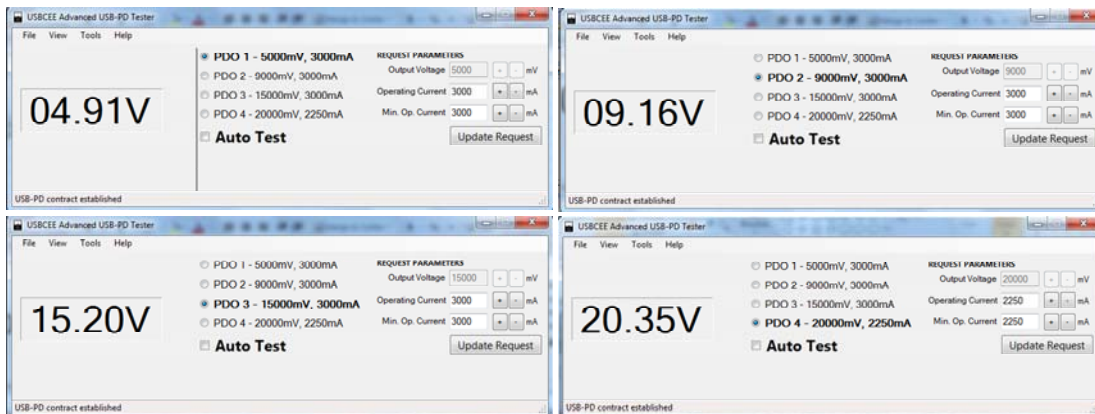 USBCEE Advanced USB-PD Tester
File View Tools Help
04.91V
PDO 1 - 5000mV, 3000mA
PDO 2 - 9000mV, 3000mA
PDO 3 - 15000mV, 3000mA
PDO 4 - 20000mV, 2250mA
Auto Test
REQUEST PARAMETERS
Output Voltage 5000 + - mV
Operating Current 3000 + - mA
Min. Op. Current 3000 + - mA
Update Request
USB-PD contract established
USBCEE Advanced USB-PD Tester
File View Tools Help
09.16V
PDO 1 - 5000mV, 3000mA
PDO 2 - 9000mV, 3000mA
PDO 3 - 15000mV, 3000mA
PDO 4 - 20000mV, 2250mA
Auto Test
REQUEST PARAMETERS
Output Voltage 9000 + - mV
Operating Current 3000 + - mA
Min. Op. Current 3000 + - mA
Update Request
USB-PD contract established
USBCEE Advanced USB-PD Tester
File View Tools Help
15.20V
PDO 1 - 5000mV, 3000mA
PDO 2 - 9000mV, 3000mA
PDO 3 - 15000mV, 3000mA
PDO 4 - 20000mV, 2250mA
Auto Test
REQUEST PARAMETERS
Output Voltage 15000 + - mV
Operating Current 3000 + - mA
Min. Op. Current 3000 + - mA
Update Request
USB-PD contract established
USBCEE Advanced USB-PD Tester
File View Tools Help
20.35V
PDO 1 - 5000mV, 3000mA
PDO 2 - 9000mV, 3000mA
PDO 3 - 15000mV, 3000mA
PDO 4 - 20000mV, 2250mA
Auto Test
REQUEST PARAMETERS
Output Voltage 20000 + - mV
Operating Current 2250 + - mA
Min. Op. Current 2250 + - mA
Update Request
USB-PD contract established